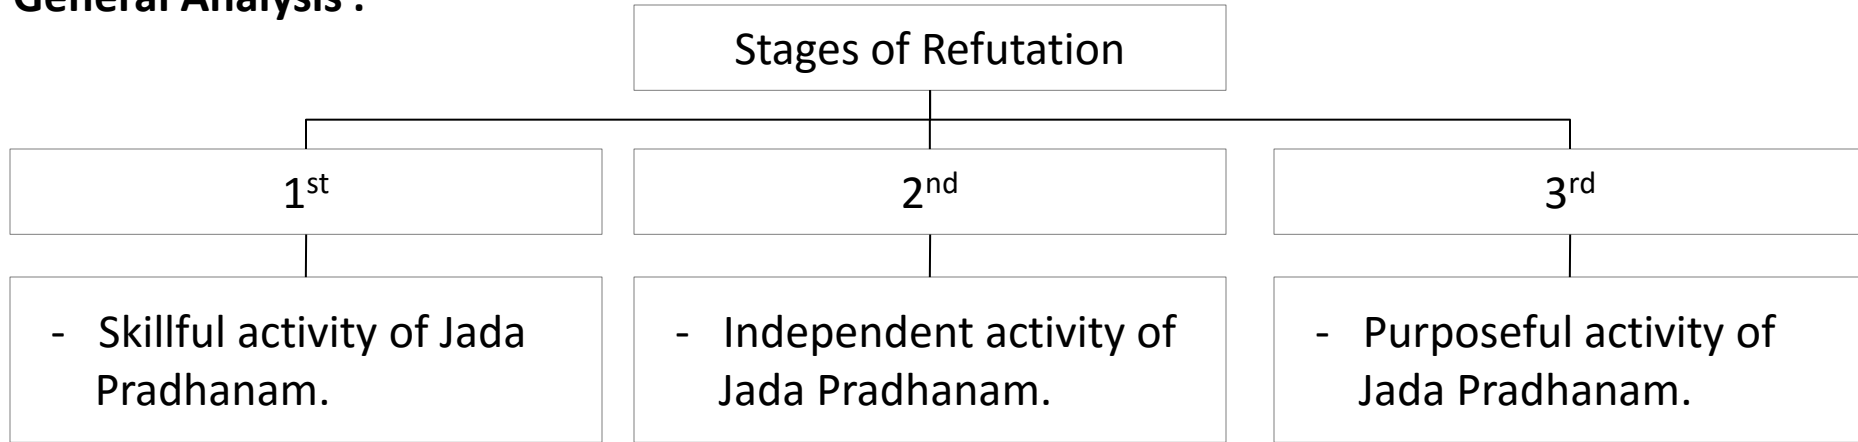 General Analysis :
Stages of Refutation
1st
2nd
3rd
- Skillful activity of Jada
Pradhanam.
- Independent activity of
Jada Pradhanam.
- Purposeful activity of
Jada Pradhanam.